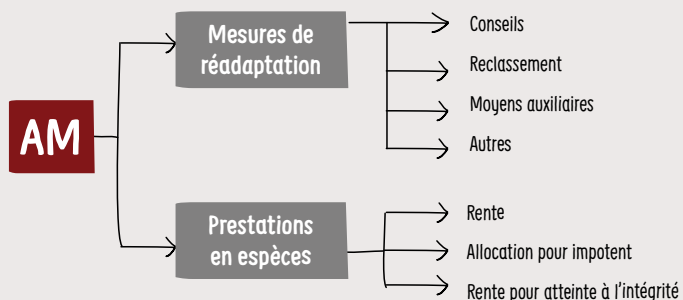 AM
Mesures de
réadaptation
Conseils
Reclassement
Moyens auxiliaires
Autres
Prestations
en espèces
Rente
Allocation pour impotent
Rente pour atteinte à l'intégrité